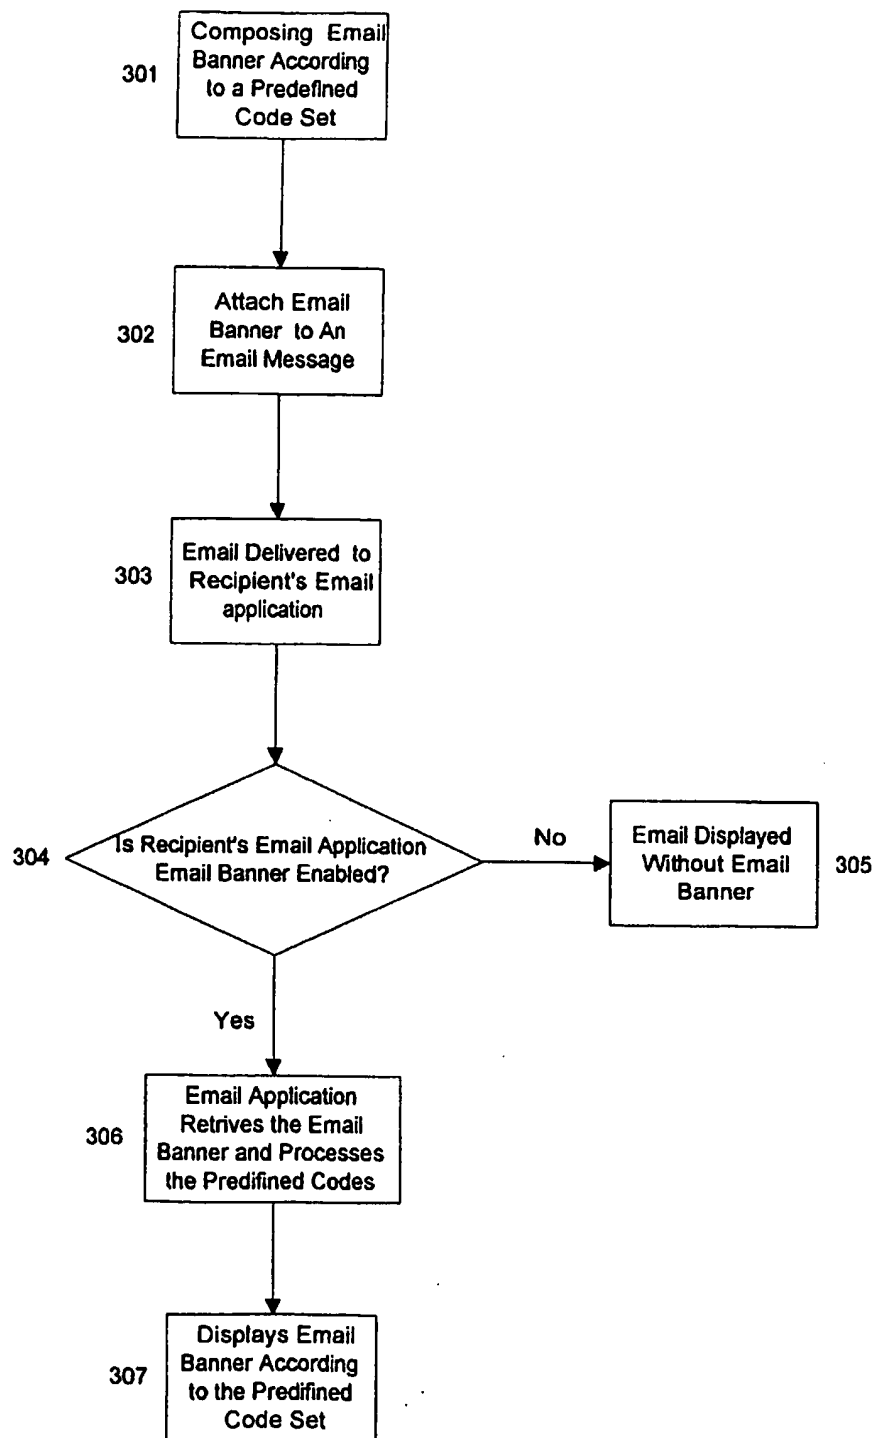 Composing Email
Banner According
to a Predefined
Code Set
301
Attach Email
Banner to An
Email Message
302
Email Delivered to
Recipient's Email
application
303
Is Recipient's Email Application
Email Banner Enabled?
304
No
Email Displayed
Without Email
Banner
305
Yes
Email Application
Retrives the Email
Banner and Processes
the Predifined Codes
306
Displays Email
Banner According
to the Predifined
Code Set
307